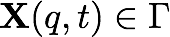 𝐗(q, t) ∈ Γ